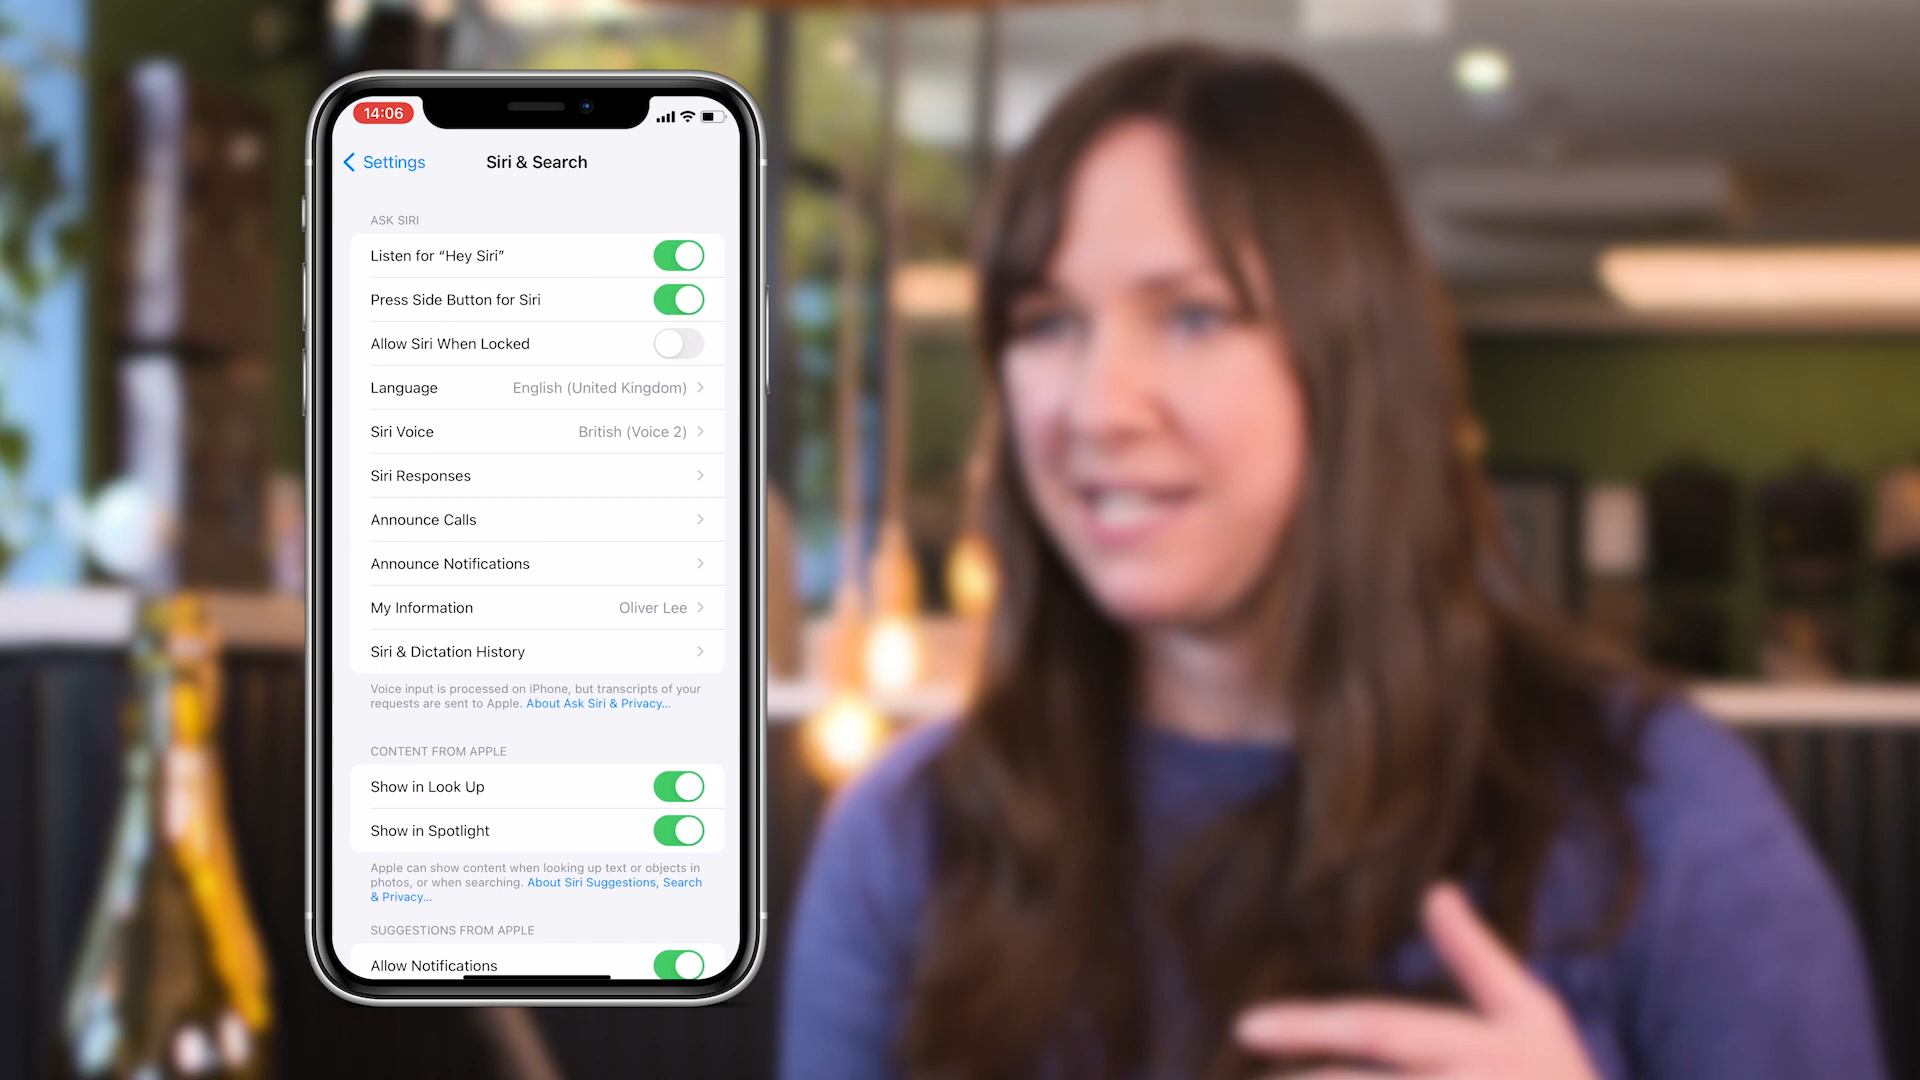 14:06
Settings
Siri & Search
ASK SIRI
Listen for “Hey Siri”
Press Side Button for Siri
Allow Siri When Locked
Language English (United Kingdom)
Siri Voice British (Voice 2)
Siri Responses
Announce Calls
Announce Notifications
My Information Oliver Lee
Siri & Dictation History
Voice input is processed on iPhone, but transcripts of your
requests are sent to Apple. About Ask Siri & Privacy...
CONTENT FROM APPLE
Show in Look Up
Show in Spotlight
Apple can show content when looking up text or objects in
photos, or when searching. About Siri Suggestions, Search
& Privacy...
SUGGESTIONS FROM APPLE
Allow Notifications